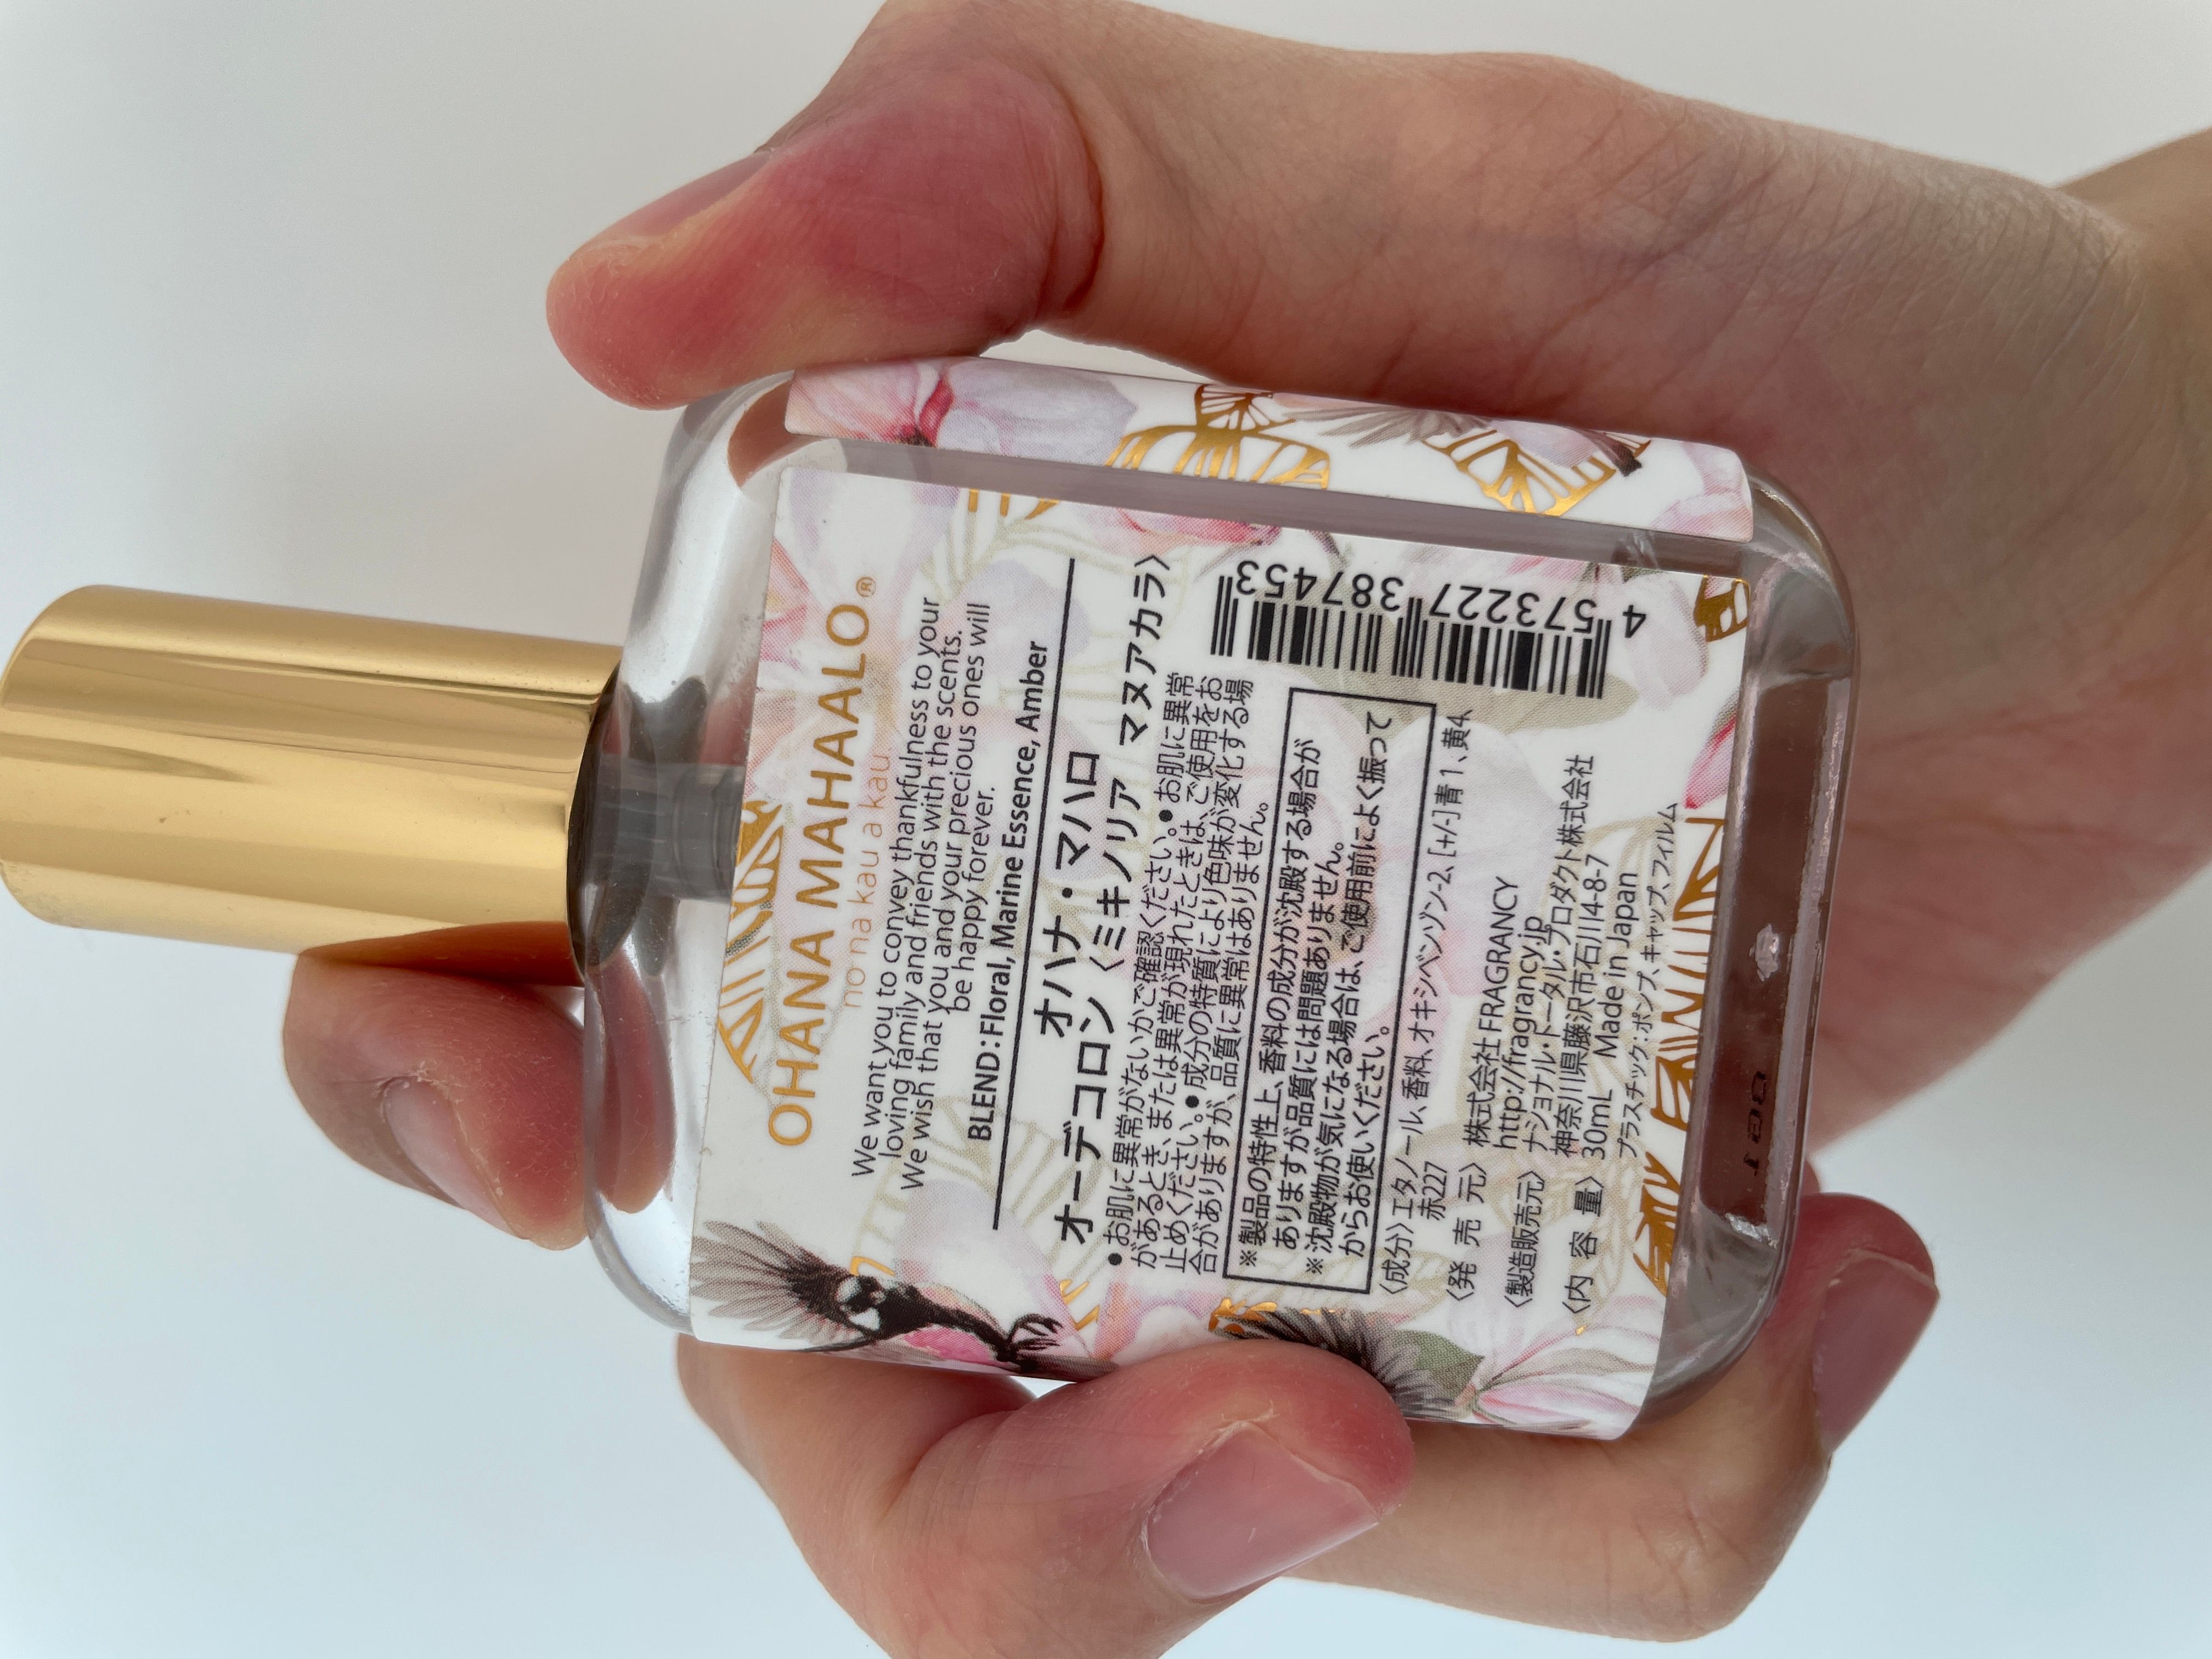 OHANA MAHAALO®
no na kau a kau.
We want you to convey thankfulness to your
loving family and friends with the scents.
We wish that you and your precious ones will
be happy forever.
BLEND：Floral, Marine Essence, Amber
オハナ・マハロ
オーデコロン〈ミキノリア マヌアカラ〉
●お肌に異常がないかご確認ください。●お肌に異常
があるとき、または異常が現れたときは、ご使用をお
止めください。●成分の特質により色味が変化する場
合がありますが、品質に異常はありません。
※製品の特性上、香料の成分が沈殿する場合が
ありますが品質には問題ありません。
※沈殿物が気になる場合は、ご使用前によく振って
からお使いください。
〈成分〉エタノール、香料、オキシベンゾン-2、[+/-] 青1、黄4、
赤227
〈発売元〉株式会社 FRAGRANCY
http://fragrancy.jp
〈製造販売元〉ナショナル・トータル・プロダクト株式会社
神奈川県藤沢市石川4-8-7
〈内容量〉30mL Made in Japan
プラスチック：ポンプ、キャップ、フィルム
4 573227 387453